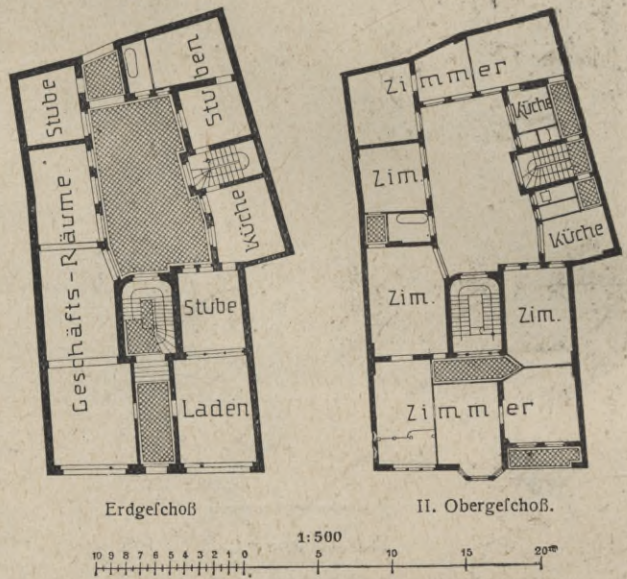 Stube
Stuben
Geschäfts-Räume
Küche
Stube
Laden
Erdgeſchoß
Zimmer
Küche
Zim.
Küche
Zim.
Zim.
Zimmer
II. Obergeſchoß.
1:500
10 9 8 7 6 5 4 3 2 1 0 5 10 15 20m